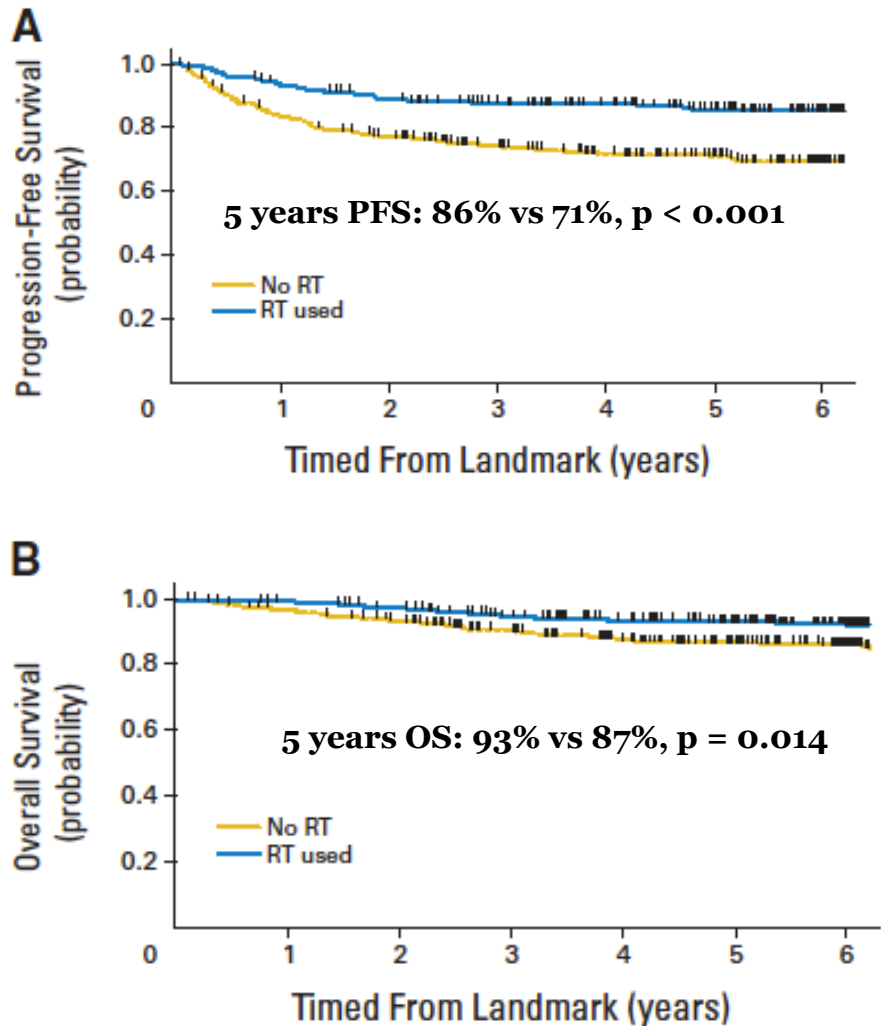 A
Progression-Free Survival
(probability)
1.0
0.8
0.6
0.4
0.2
0
5 years PFS: 86% vs 71%, p < 0.001
No RT
RT used
1 2 3 4 5 6
Timed From Landmark (years)
B
Overall Survival
(probability)
1.0
0.8
0.6
0.4
0.2
0
5 years OS: 93% vs 87%, p = 0.014
No RT
RT used
1 2 3 4 5 6
Timed From Landmark (years)